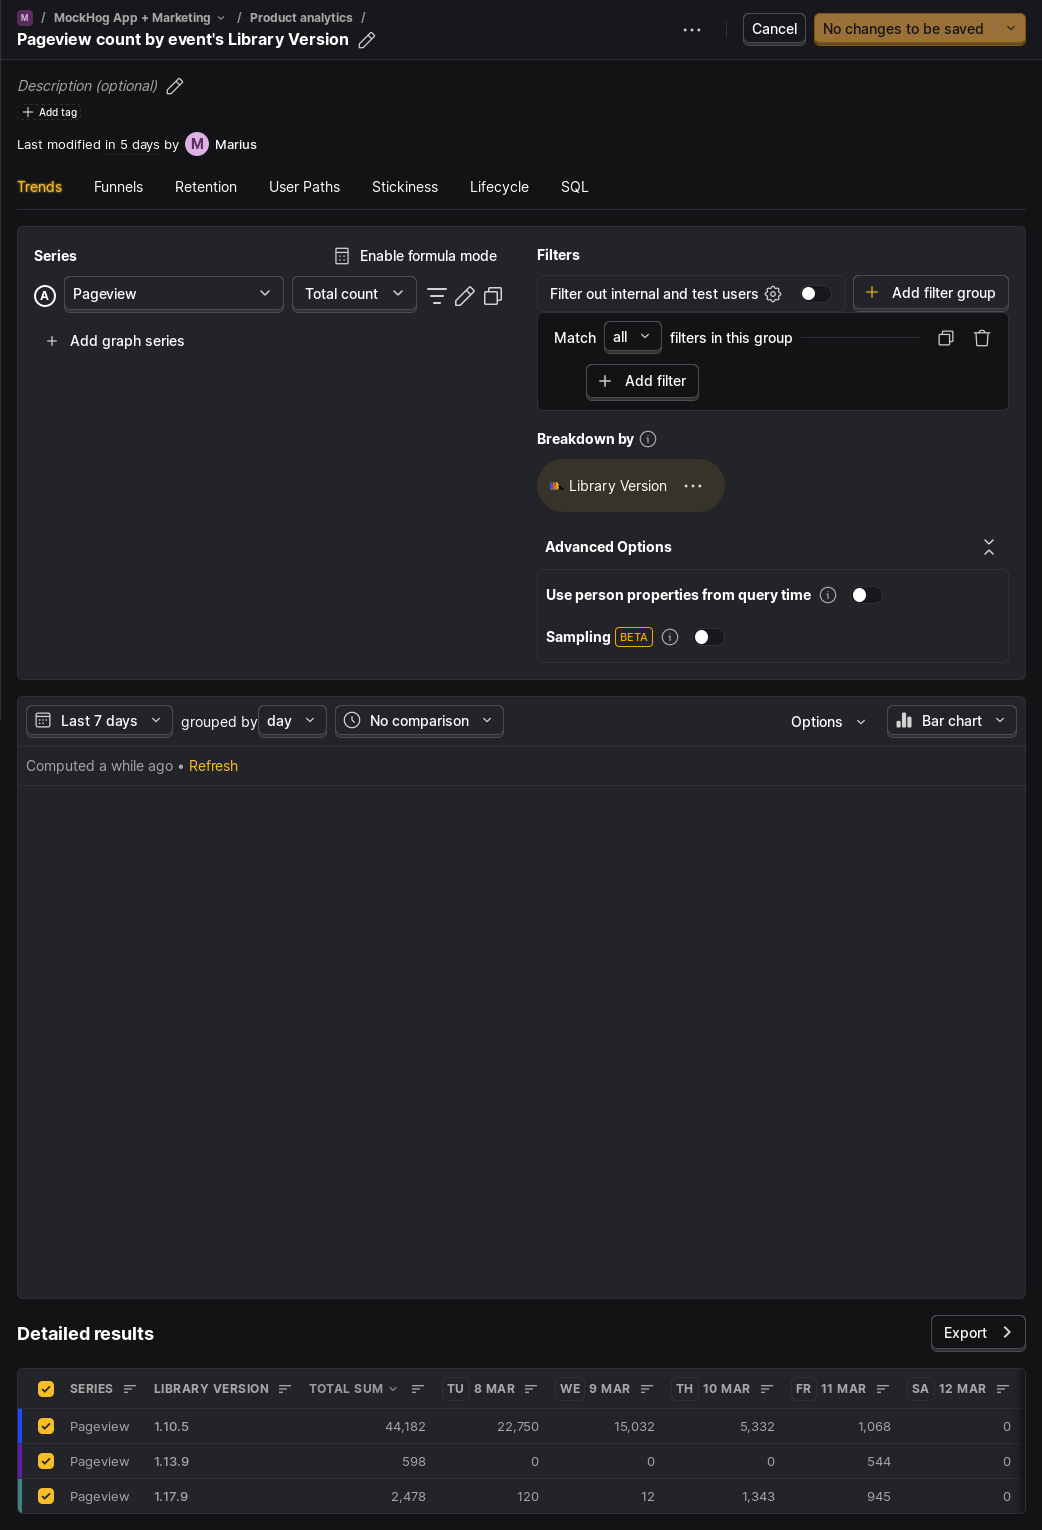 M / MockHog App + Marketing / Product analytics /
Pageview count by event's Library Version
Cancel
No changes to be saved
Description (optional)
Add tag
Last modified in 5 days by M Marius
Trends Funnels Retention User Paths Stickiness Lifecycle SQL
Series
Enable formula mode
A Pageview Total count
Add graph series
Filters
Filter out internal and test users
Add filter group
Match all filters in this group
Add filter
Breakdown by
Library Version
Advanced Options
Use person properties from query time
Sampling BETA
Last 7 days grouped by day No comparison Options Bar chart
Computed a while ago • Refresh
Detailed results
Export
SERIES LIBRARY VERSION TOTAL SUM TU 8 MAR WE 9 MAR TH 10 MAR FR 11 MAR SA 12 MAR
Pageview 1.10.5 44,182 22,750 15,032 5,332 1,068 0
Pageview 1.13.9 598 0 0 0 544 0
Pageview 1.17.9 2,478 120 12 1,343 945 0